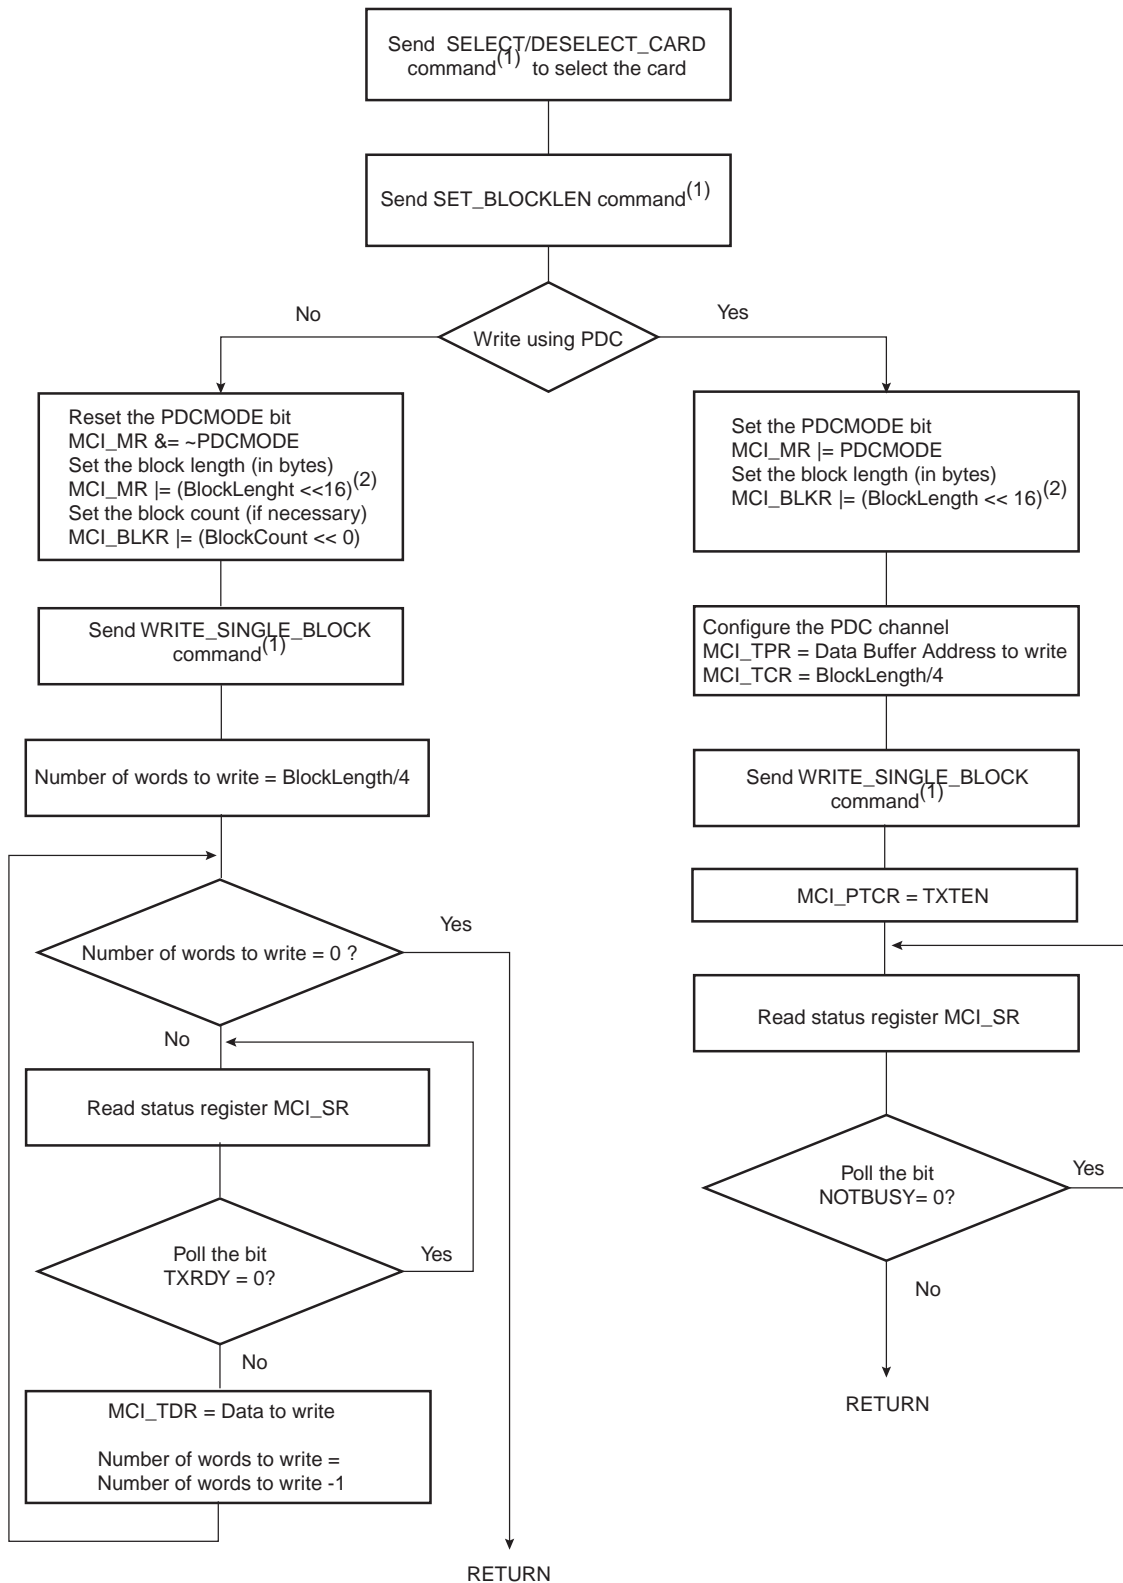 Send SELECT/DESELECT_CARD
command(1) to select the card
Send SET_BLOCKLEN command(1)
No
Yes
Write using PDC
Reset the PDCMODE bit
MCI_MR &= ~PDCMODE
Set the block length (in bytes)
MCI_MR |= (BlockLenght <<16)(2)
Set the block count (if necessary)
MCI_BLKR |= (BlockCount << 0)
Send WRITE_SINGLE_BLOCK
command(1)
Number of words to write = BlockLength/4
Number of words to write = 0 ?
Yes
No
Read status register MCI_SR
Poll the bit
TXRDY = 0?
Yes
No
MCI_TDR = Data to write
Number of words to write =
Number of words to write -1
RETURN
Set the PDCMODE bit
MCI_MR |= PDCMODE
Set the block length (in bytes)
MCI_BLKR |= (BlockLength << 16)(2)
Configure the PDC channel
MCI_TPR = Data Buffer Address to write
MCI_TCR = BlockLength/4
Send WRITE_SINGLE_BLOCK
command(1)
MCI_PTCR = TXTEN
Read status register MCI_SR
Poll the bit
NOTBUSY= 0?
Yes
No
RETURN